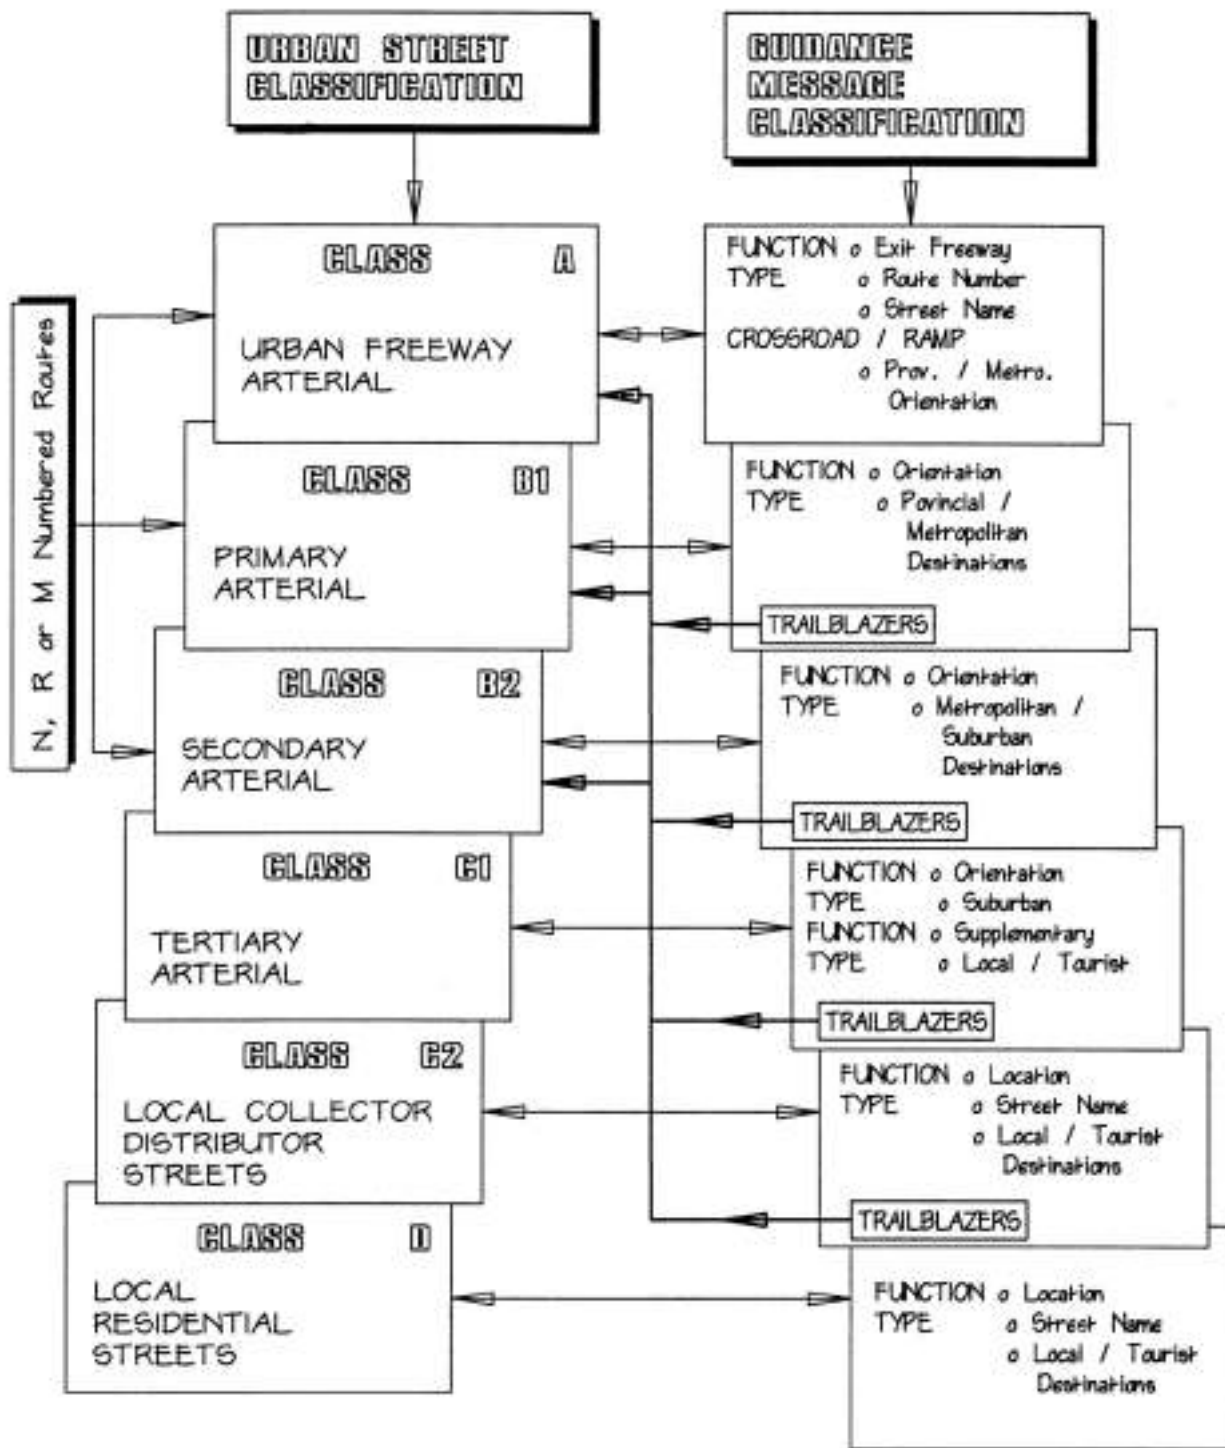 URBAN STREET
CLASSIFICATION
GUIDANCE
MESSAGE
CLASSIFICATION
N, R or M Numbered Routes
CLASS A
URBAN FREEWAY
ARTERIAL
FUNCTION o Exit Freeway
TYPE o Route Number
o Street Name
CROSSROAD / RAMP
o Prov. / Metro.
Orientation
CLASS B1
PRIMARY
ARTERIAL
FUNCTION o Orientation
TYPE o Povincial /
Metropolitan
Destinations
TRAILBLAZERS
CLASS B2
SECONDARY
ARTERIAL
FUNCTION o Orientation
TYPE o Metropolitan /
Suburban
Destinations
TRAILBLAZERS
CLASS C1
TERTIARY
ARTERIAL
FUNCTION o Orientation
TYPE o Suburban
FUNCTION o Supplementary
TYPE o Local / Tourist
TRAILBLAZERS
CLASS C2
LOCAL COLLECTOR
DISTRIBUTOR
STREETS
FUNCTION o Location
TYPE o Street Name
o Local / Tourist
Destinations
TRAILBLAZERS
CLASS D
LOCAL
RESIDENTIAL
STREETS
FUNCTION o Location
TYPE o Street Name
o Local / Tourist
Destinations